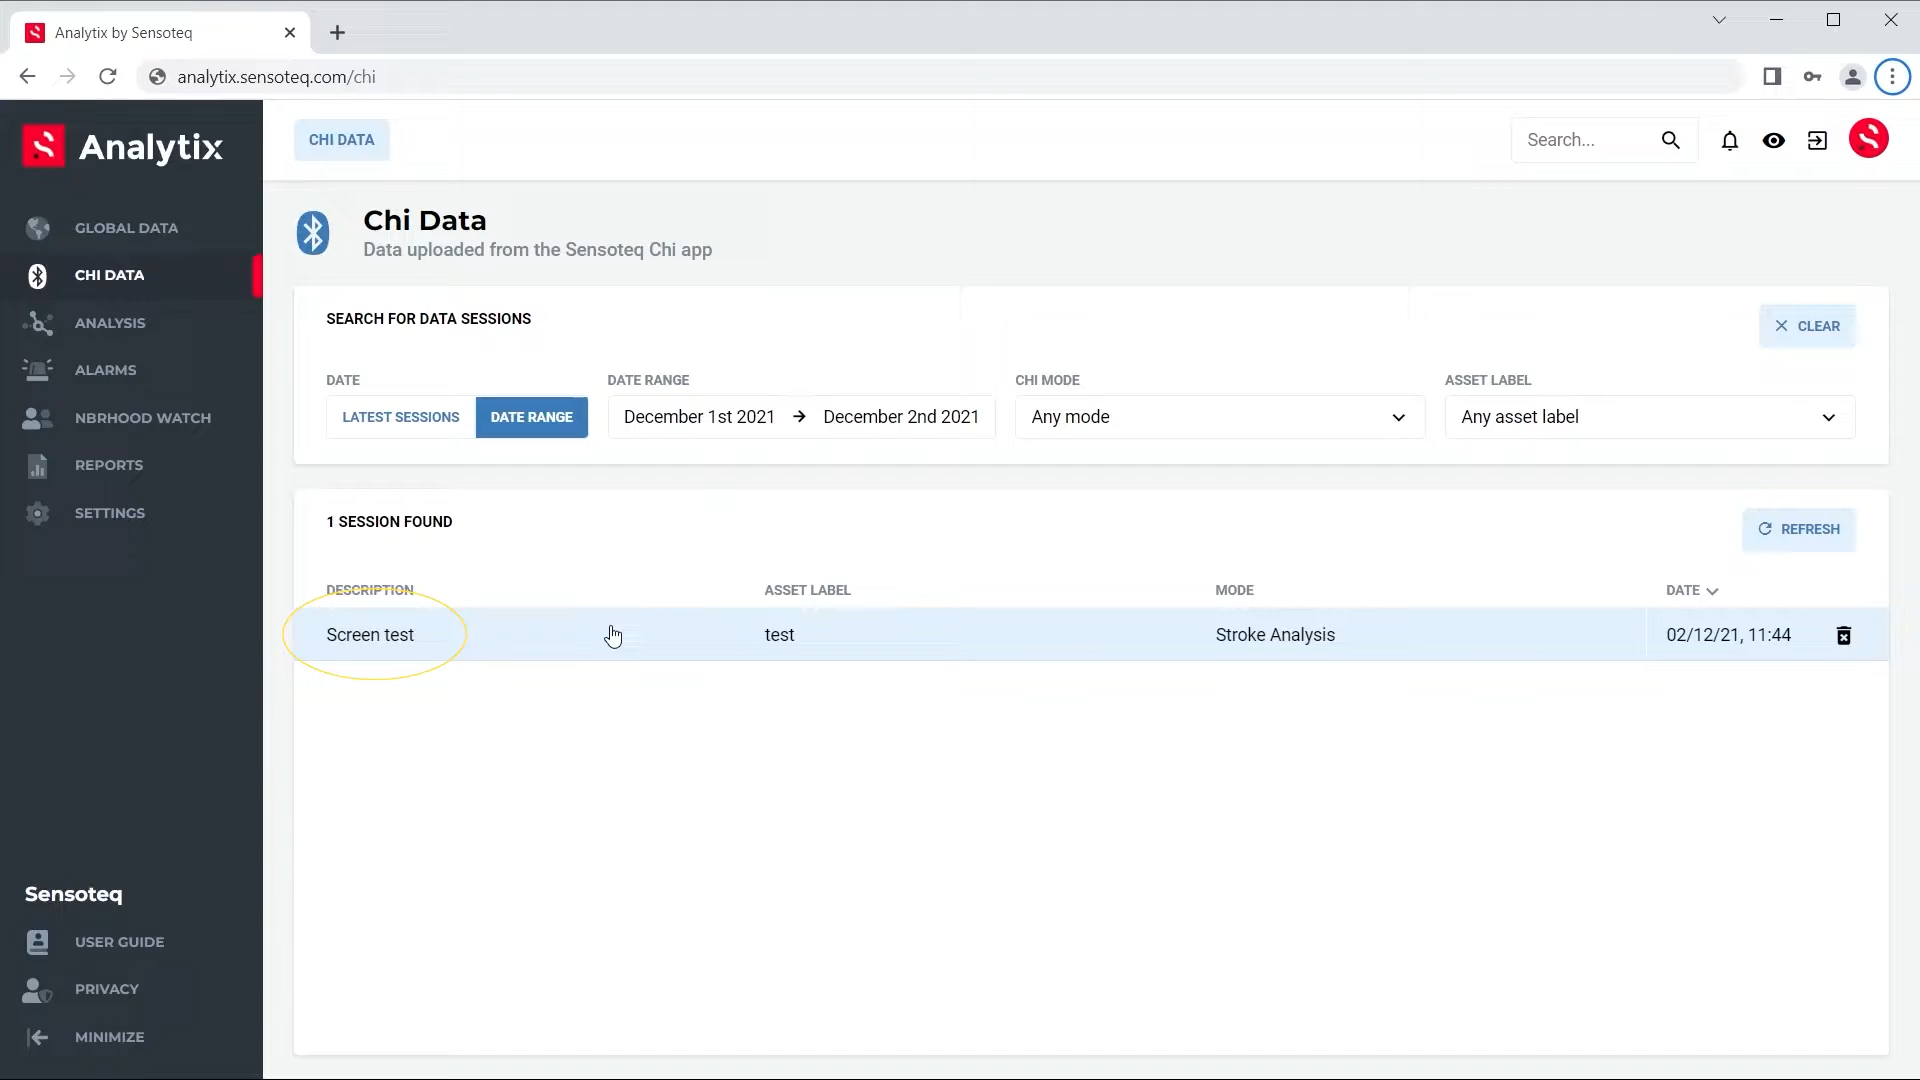 Analytix by Sensoteq
analytix.sensoteq.com/chi
Analytix
CHI DATA
Search...
GLOBAL DATA
CHI DATA
ANALYSIS
ALARMS
NBRHOOD WATCH
REPORTS
SETTINGS
Chi Data
Data uploaded from the Sensoteq Chi app
SEARCH FOR DATA SESSIONS
CLEAR
DATE
DATE RANGE
CHI MODE
ASSET LABEL
LATEST SESSIONS
DATE RANGE
December 1st 2021 → December 2nd 2021
Any mode
Any asset label
1 SESSION FOUND
REFRESH
DESCRIPTION
ASSET LABEL
MODE
DATE
Screen test
test
Stroke Analysis
02/12/21, 11:44
Sensoteq
USER GUIDE
PRIVACY
MINIMIZE